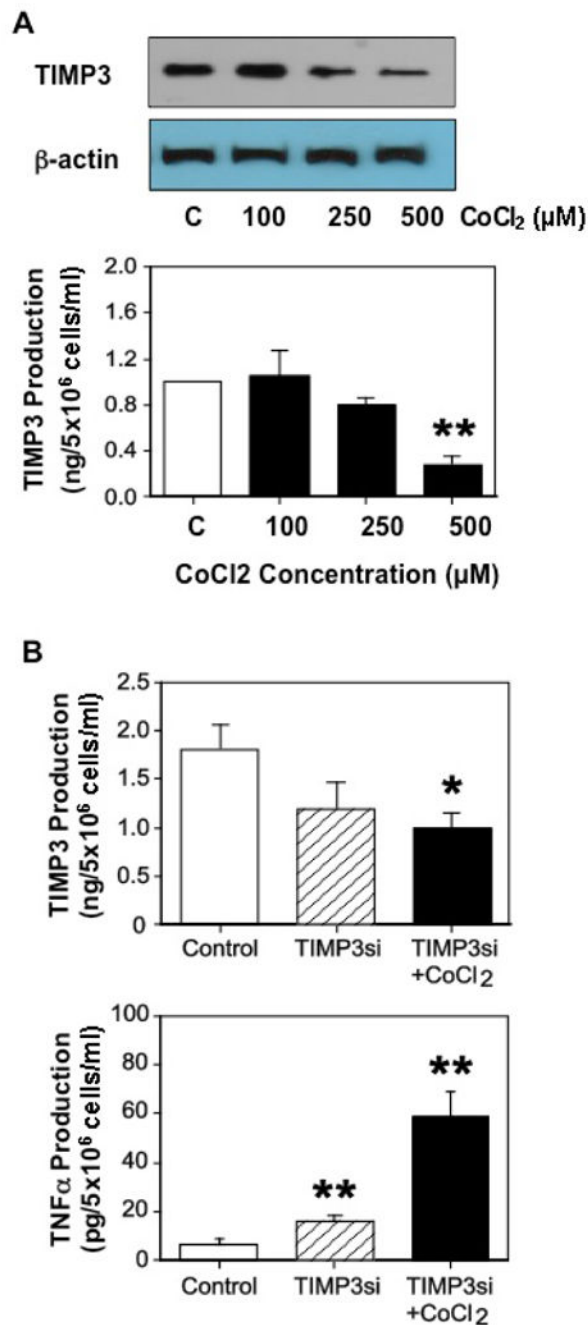 A
TIMP3
β-actin
C 100 250 500 CoCl2 (µM)
TIMP3 Production
(ng/5x10⁶ cells/ml)
2.0
1.6
1.2
0.8
0.4
0.0
**
C 100 250 500
CoCl2 Concentration (µM)
B
TIMP3 Production
(ng/5x10⁶ cells/ml)
2.5
2.0
1.5
1.0
0.5
0
*
Control TIMP3si TIMP3si
+CoCl2
TNFα Production
(pg/5x10⁶ cells/ml)
100
80
60
40
20
0
**
**
Control TIMP3si TIMP3si
+CoCl2